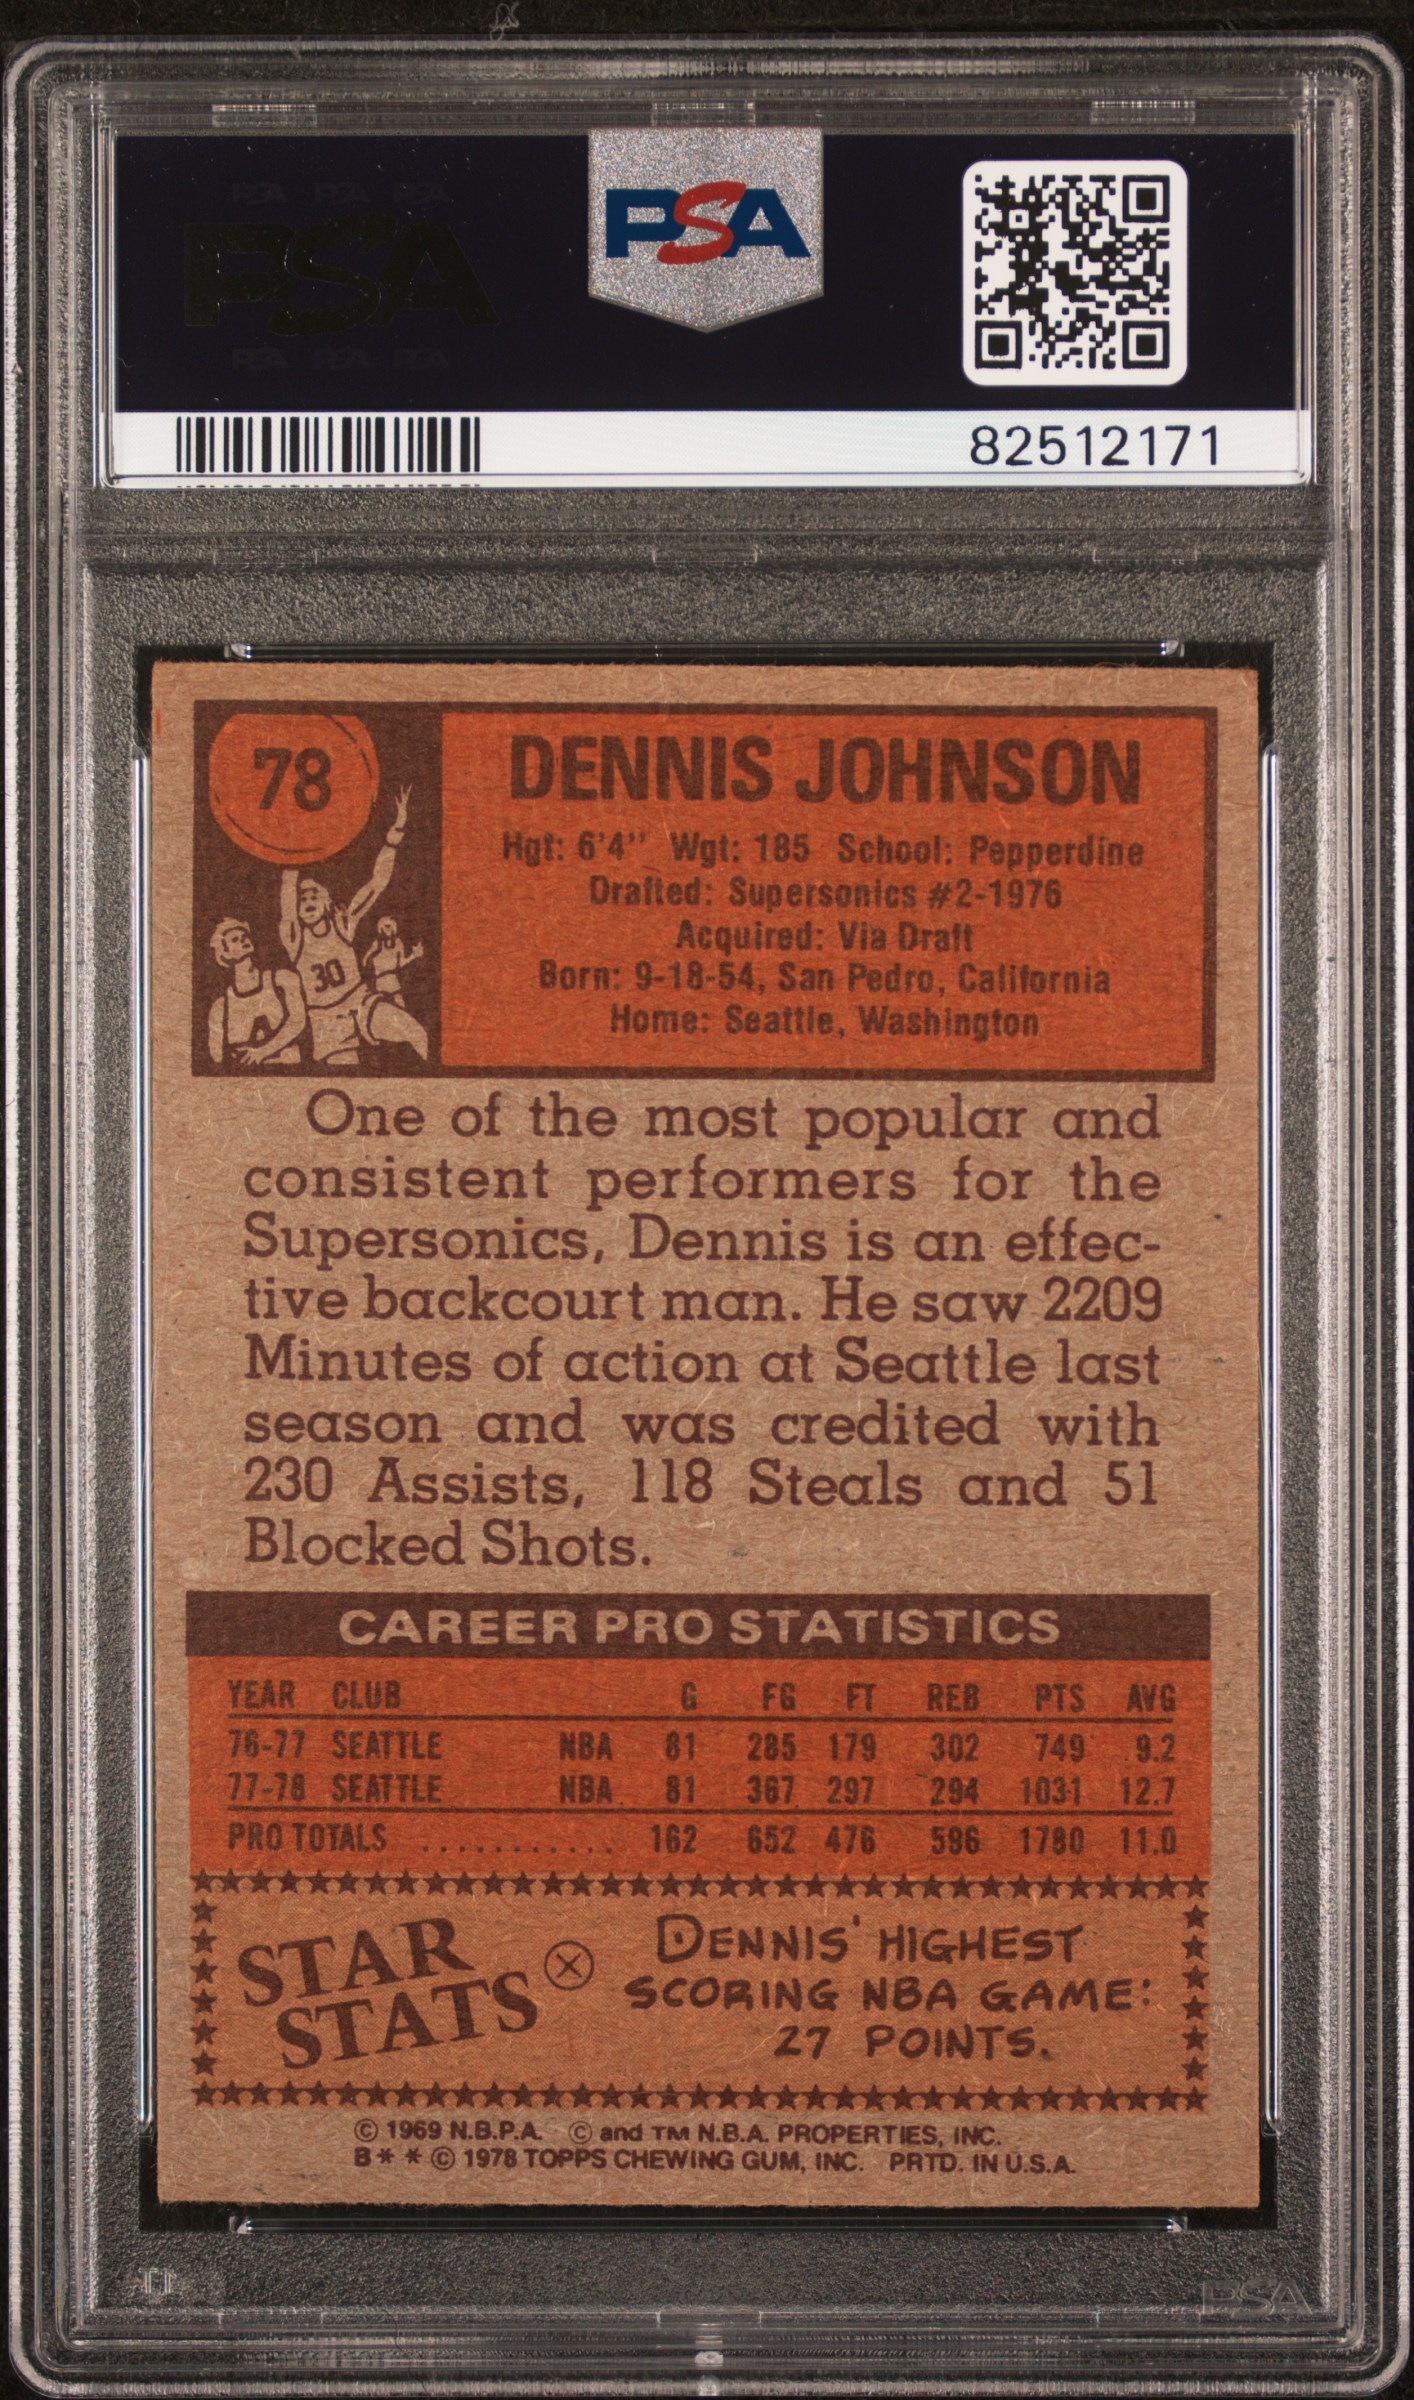 PSA PSA PSA
PSA
PSA PSA PSA
PSA
82512171
78
DENNIS JOHNSON
Hgt: 6'4" Wgt: 185 School: Pepperdine
Drafted: Supersonics #2-1976
Acquired: Via Draft
Born: 9-18-54, San Pedro, California
Home: Seattle, Washington
30
One of the most popular and
consistent performers for the
Supersonics, Dennis is an effec-
tive backcourt man. He saw 2209
Minutes of action at Seattle last
season and was credited with
230 Assists, 118 Steals and 51
Blocked Shots.
CAREER PRO STATISTICS
YEAR CLUB G FG FT REB PTS AVG
76-77 SEATTLE NBA 81 285 179 302 749 9.2
77-78 SEATTLE NBA 81 367 297 294 1031 12.7
PRO TOTALS ........... 162 652 476 596 1780 11.0
STAR
STATS
DENNIS' HIGHEST
SCORING NBA GAME:
27 POINTS.
© 1969 N.B.P.A. © and TM N.B.A. PROPERTIES, INC.
B * * © 1978 TOPPS CHEWING GUM, INC. PRTD. IN U.S.A.
PSA